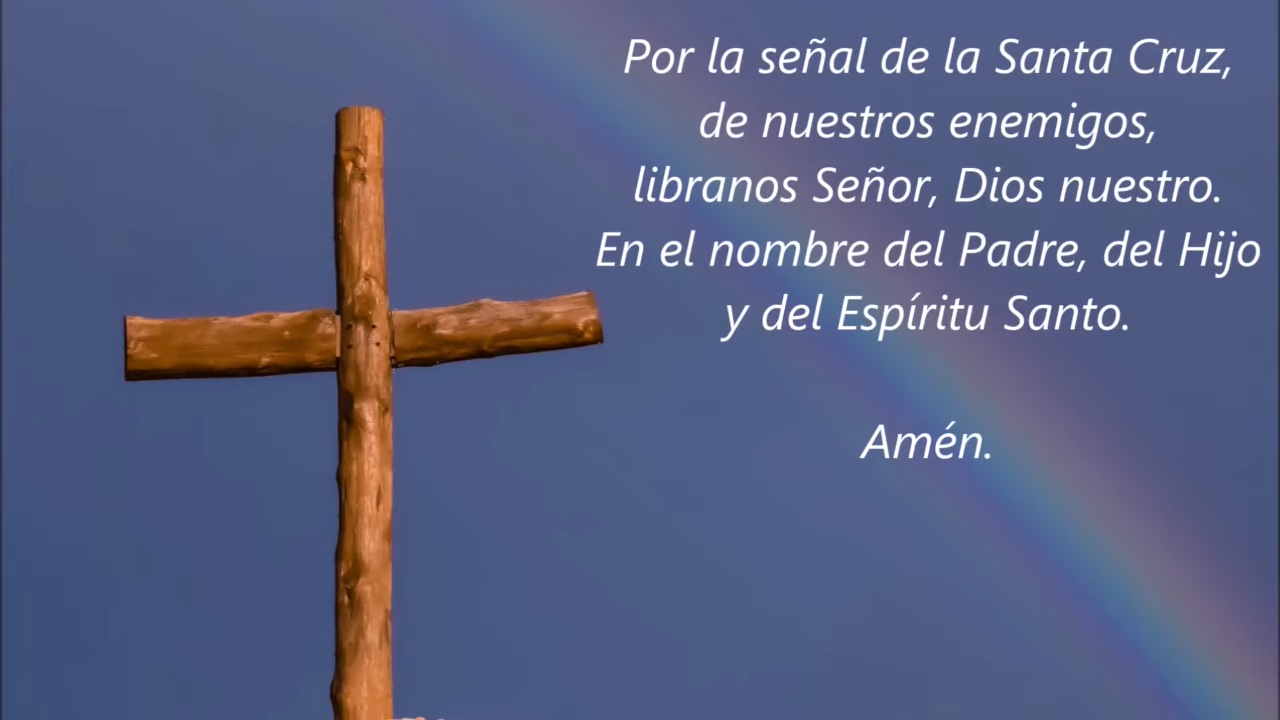 Por la señal de la Santa Cruz,
de nuestros enemigos,
libranos Señor, Dios nuestro.
En el nombre del Padre, del Hijo
y del Espíritu Santo.
Amén.